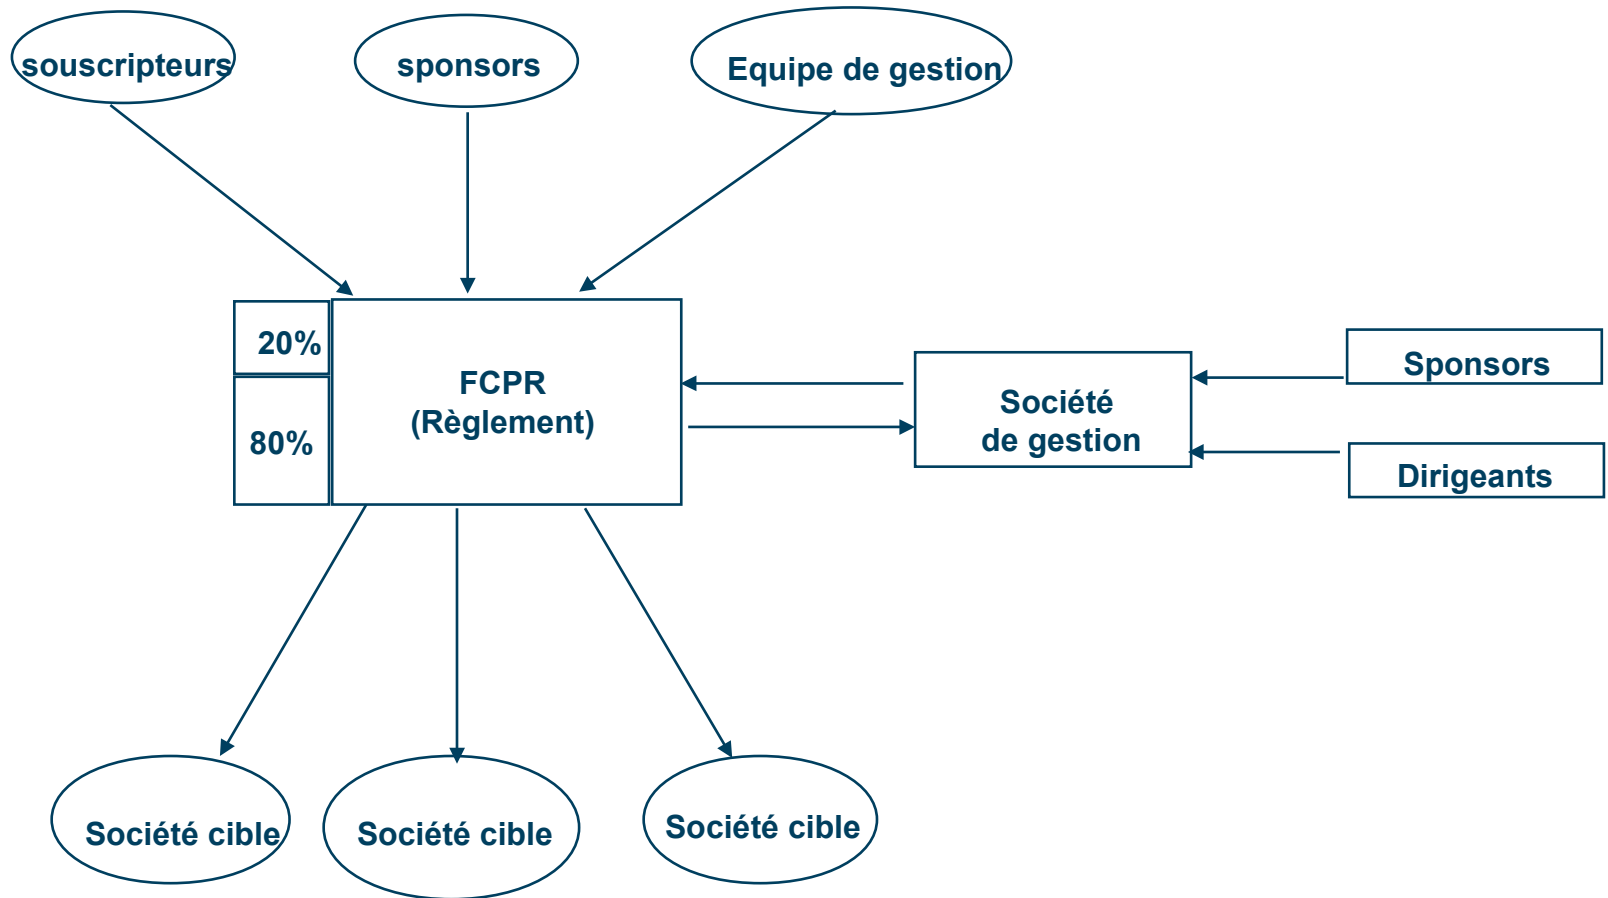 souscripteurs
sponsors
Equipe de gestion
20%
80%
FCPR
(Règlement)
Société
de gestion
Sponsors
Dirigeants
Société cible
Société cible
Société cible